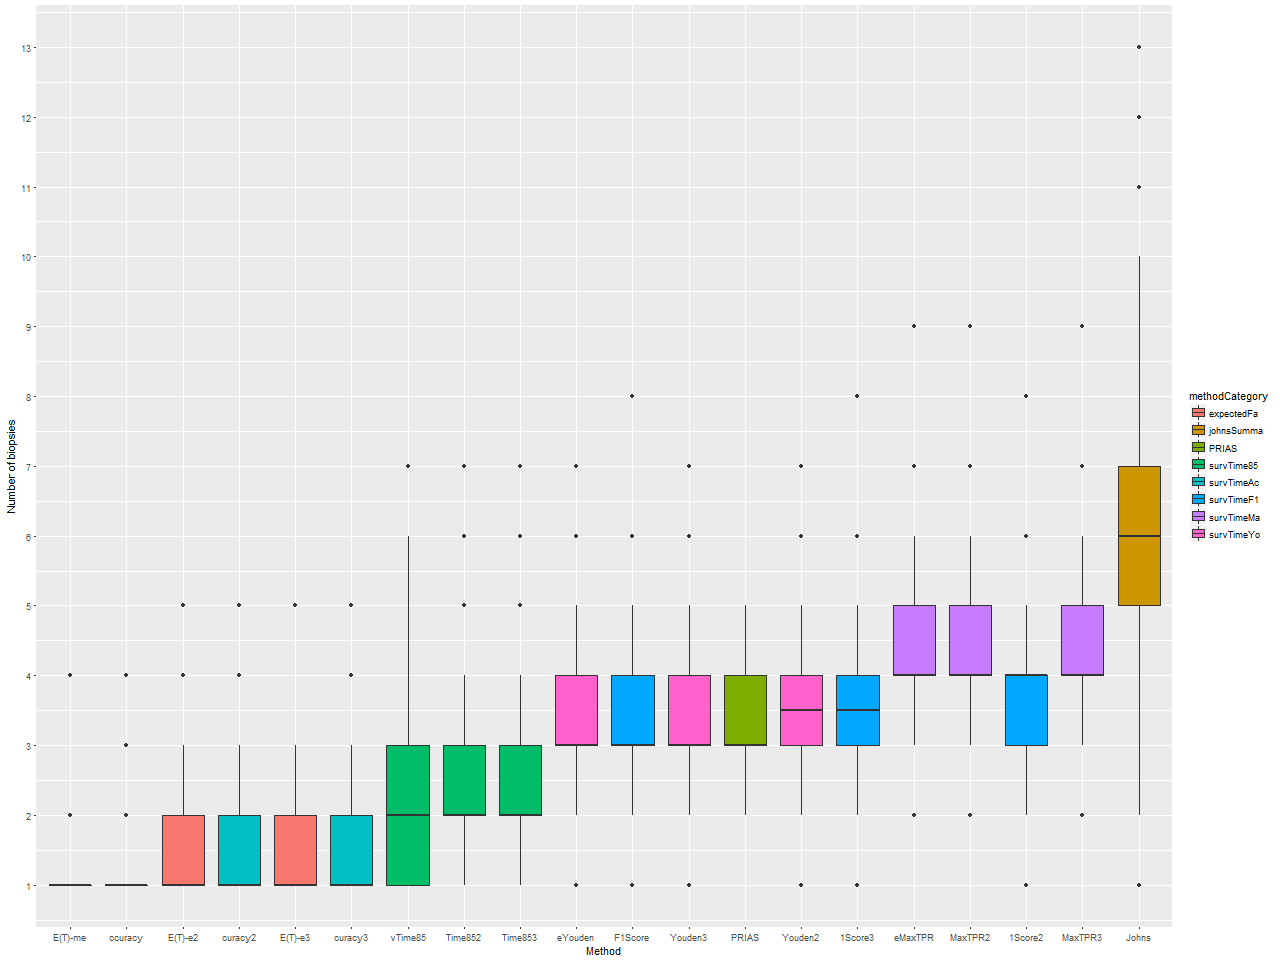 13
12
11
10
9
8
7
6
5
4
3
2
1
Number of biopsies
E(T)-me ccuracy E(T)-e2 curacy2 E(T)-e3 curacy3 vTime85 Time852 Time853 eYouden F1Score Youden3 PRIAS Youden2 1Score3 eMaxTPR MaxTPR2 1Score2 MaxTPR3 Johns
Method
methodCategory
expectedFa
johnsSumma
PRIAS
survTime85
survTimeAc
survTimeF1
survTimeMa
survTimeYo